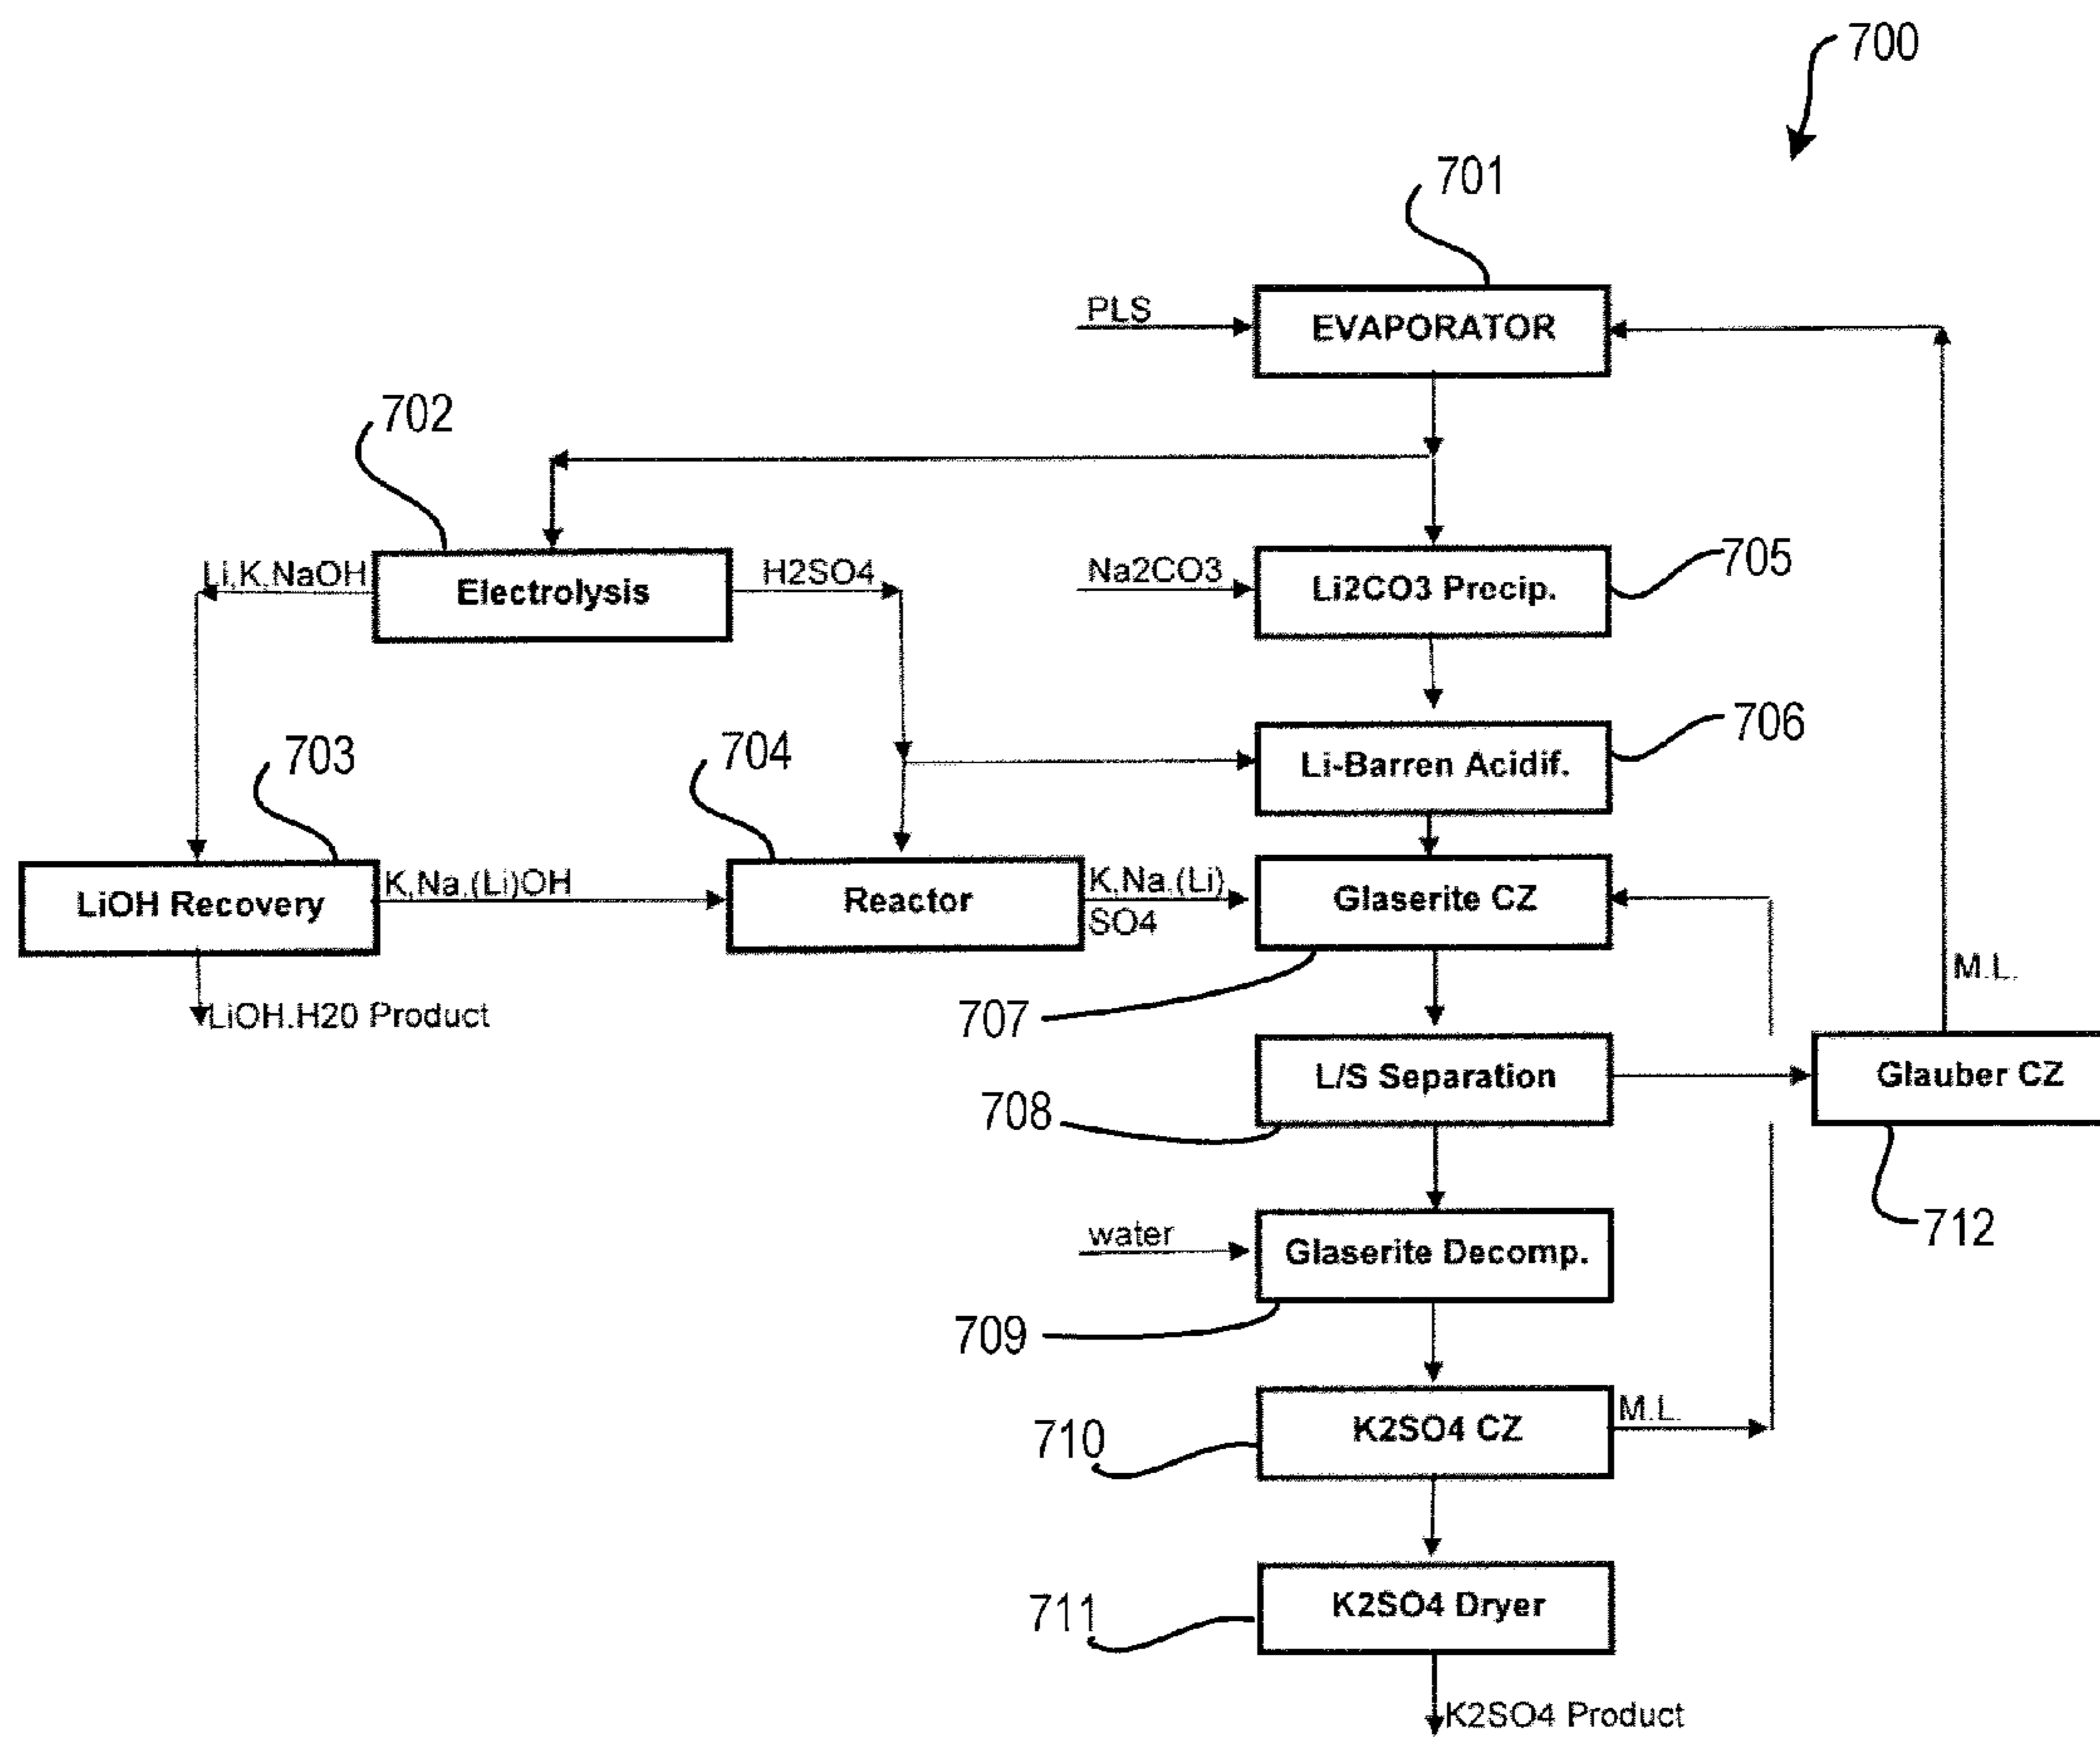 700
701
PLS
EVAPORATOR
702
Li,K,NaOH
Electrolysis
H2SO4
Na2CO3
Li2CO3 Precip.
705
703
704
Li-Barren Acidif.
706
LiOH Recovery
K,Na,(Li)OH
Reactor
K,Na,(Li)
SO4
Glaserite CZ
M.L.
LiOH.H20 Product
707
L/S Separation
Glauber CZ
708
712
water
Glaserite Decomp.
709
K2SO4 CZ
M.L.
710
K2SO4 Dryer
711
K2SO4 Product